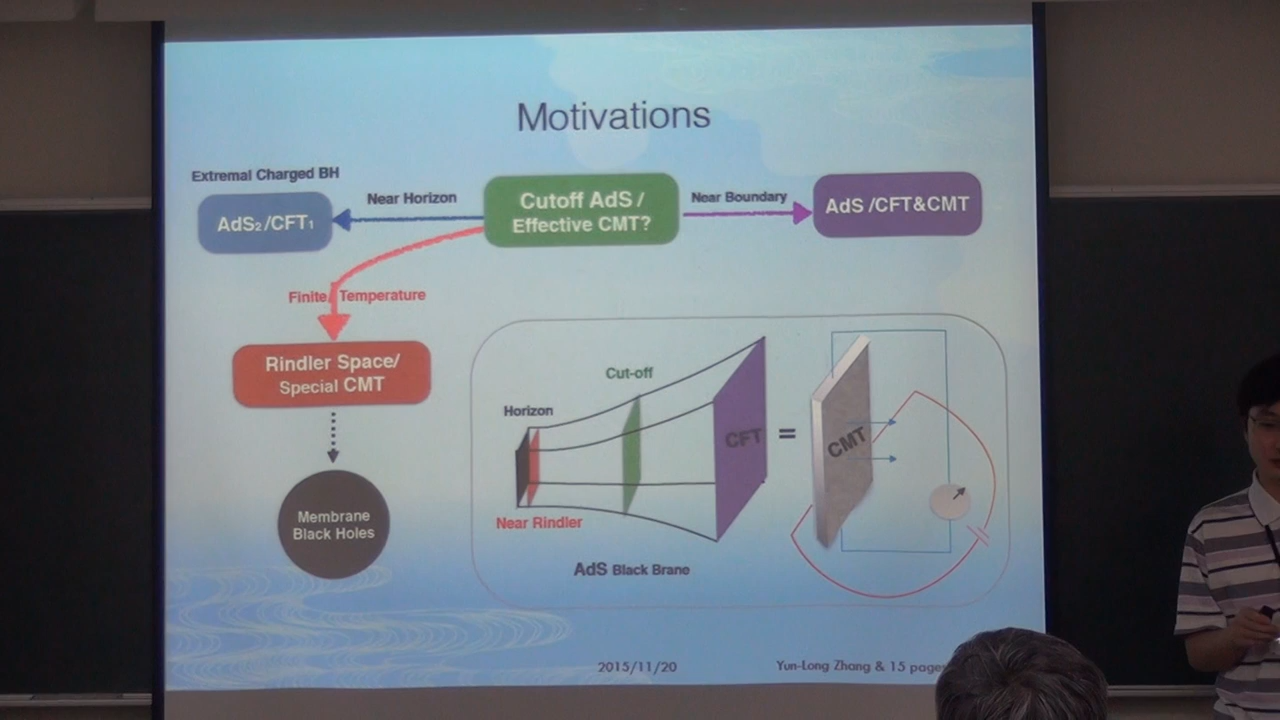 Motivations
Extremal Charged BH
AdS₂/CFT₁
Near Horizon
Cutoff AdS /
Effective CMT?
Near Boundary
AdS /CFT&CMT
Finite Temperature
Rindler Space/
Special CMT
Membrane
Black Holes
Cut-off
Horizon
CFT
=
CMT
Near Rindler
AdS Black Brane
2015/11/20
Yun-Long Zhang & 15 pages